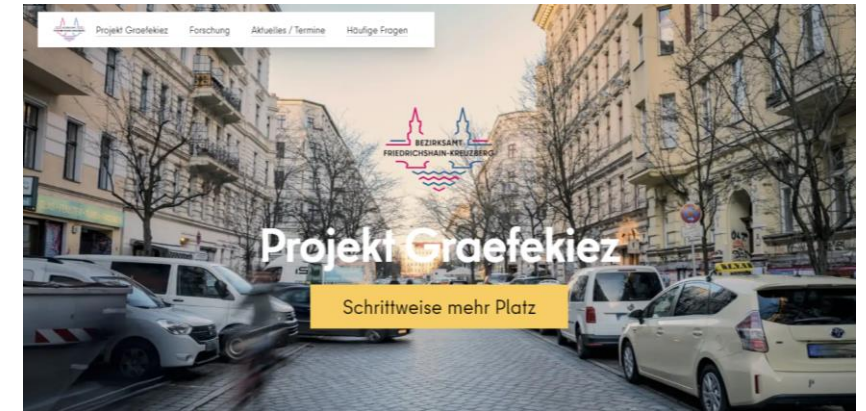 Projekt Graefekiez Forschung Aktuelles / Termine Häufige Fragen
BEZIRKSAMT
FRIEDRICHSHAIN-KREUZBERG
Projekt Graefekiez
Schrittweise mehr Platz